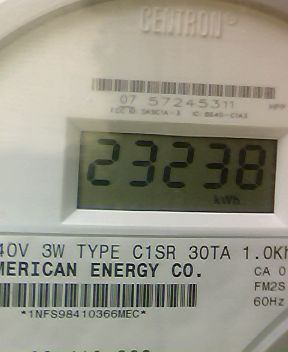 CENTRON®
07 57245311
23238
kWh
40V 3W TYPE C1SR 30TA 1.0Kh
MERICAN ENERGY CO.
CA 0
FM2S
60Hz
*1NFS98410366MEC*